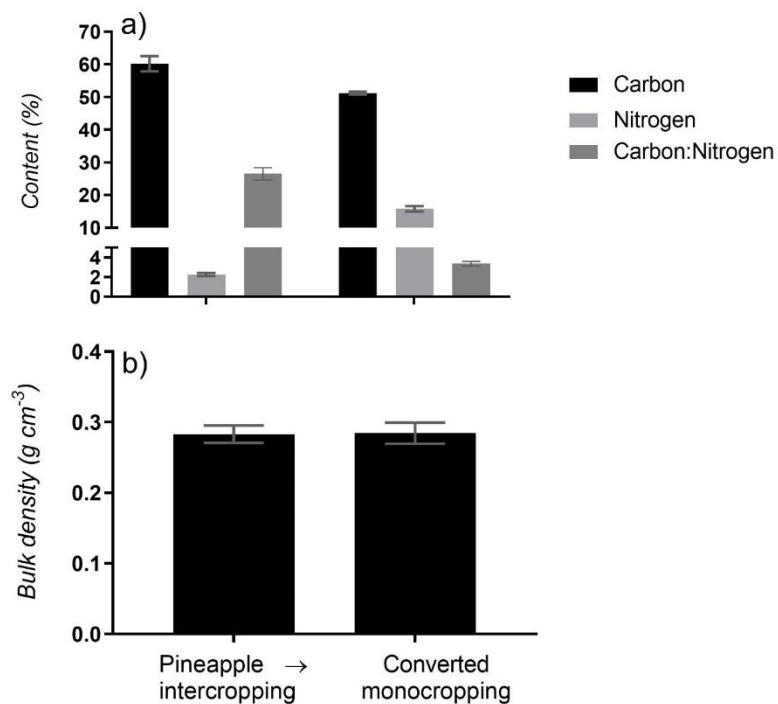 a)
70
60
50
40
30
20
10
4
2
0
Content (%)
Carbon
Nitrogen
Carbon:Nitrogen
b)
0.4
0.3
0.2
0.1
0.0
Bulk density (g cm⁻³)
Pineapple → Converted
intercropping monocropping